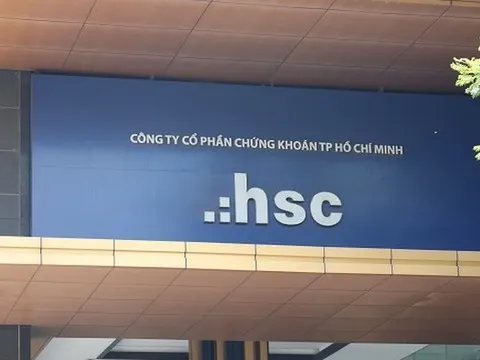 CÔNG TY CỔ PHẦN CHỨNG KHOÁN TP HỒ CHÍ MINH
.:hsc